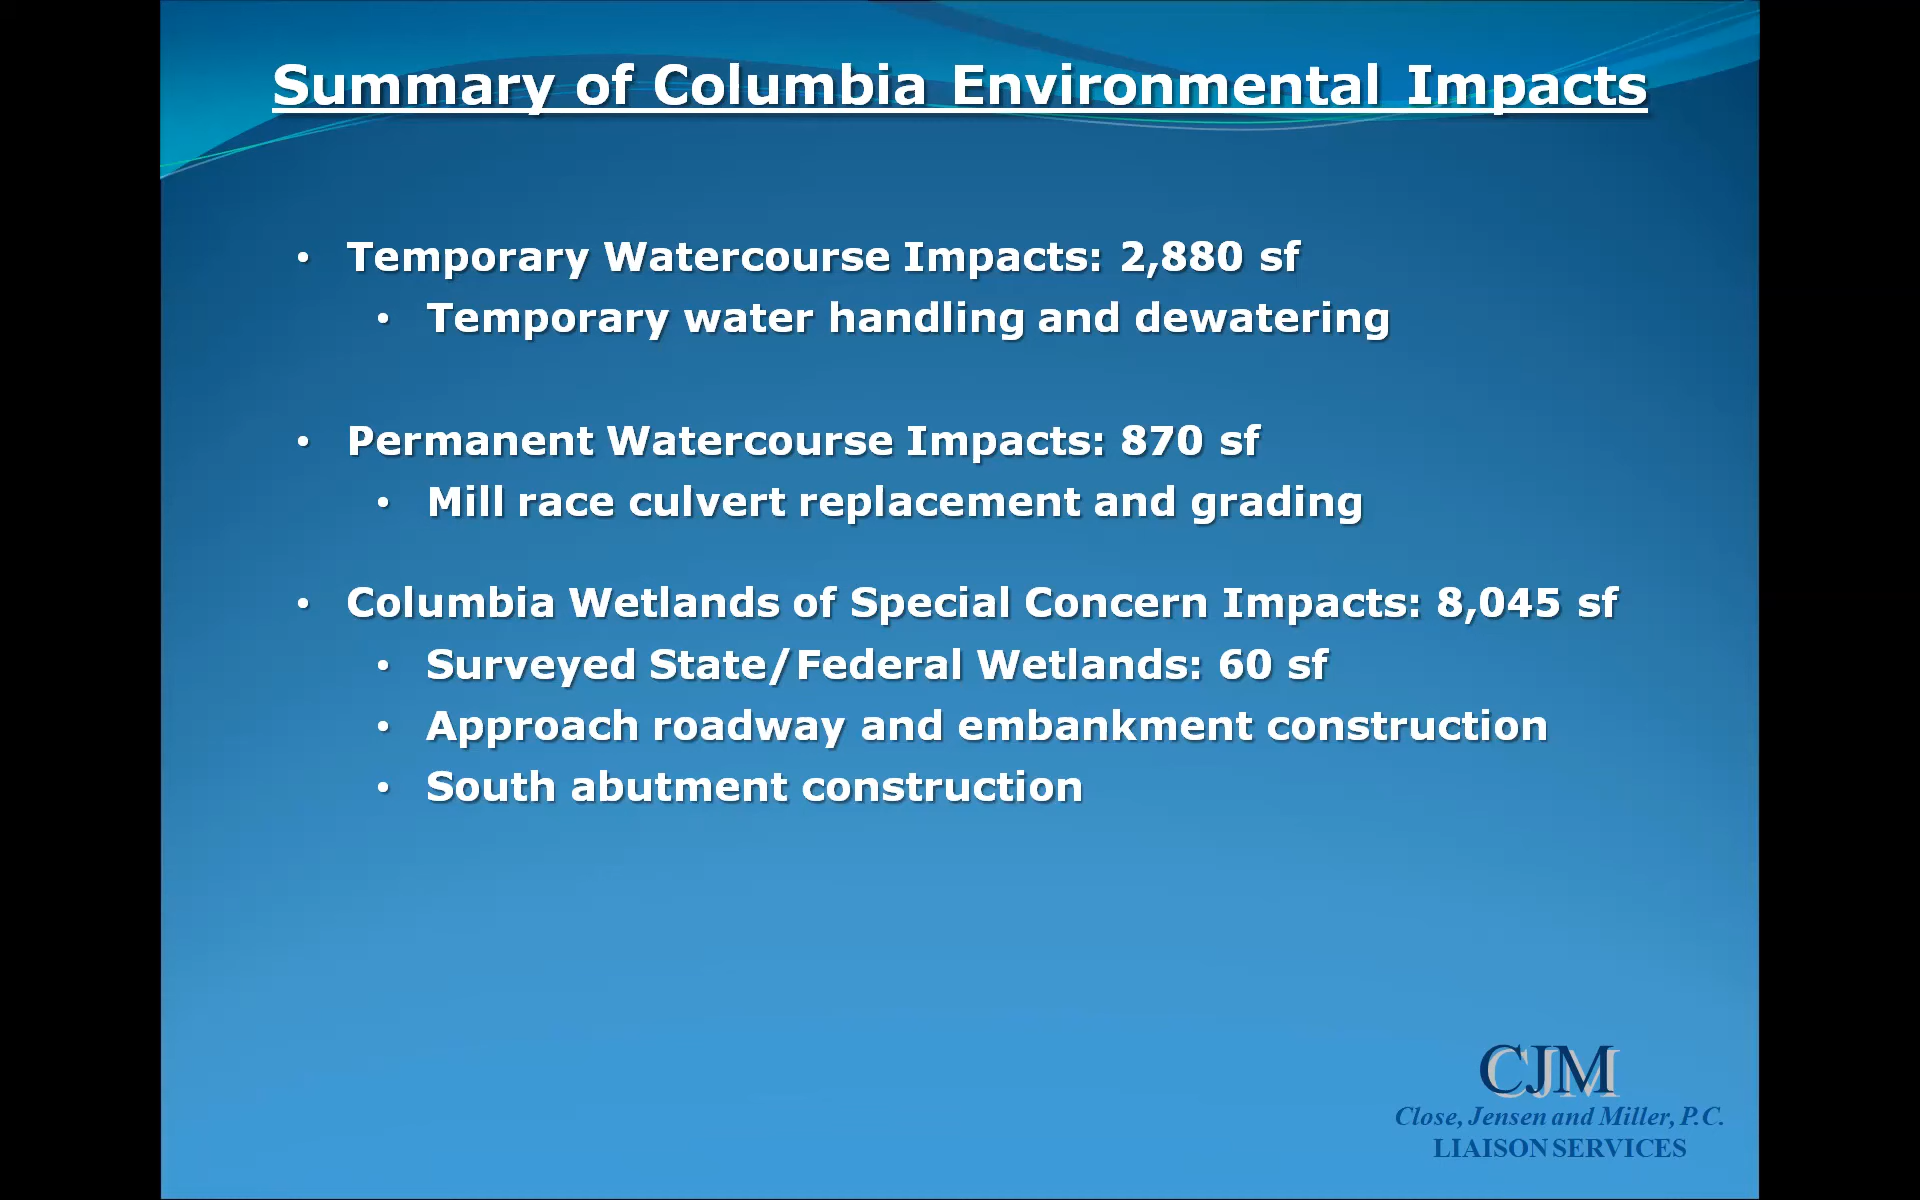 Summary of Columbia Environmental Impacts
• Temporary Watercourse Impacts: 2,880 sf
• Temporary water handling and dewatering
• Permanent Watercourse Impacts: 870 sf
• Mill race culvert replacement and grading
• Columbia Wetlands of Special Concern Impacts: 8,045 sf
• Surveyed State/Federal Wetlands: 60 sf
• Approach roadway and embankment construction
• South abutment construction
CJM
Close, Jensen and Miller, P.C.
LIAISON SERVICES